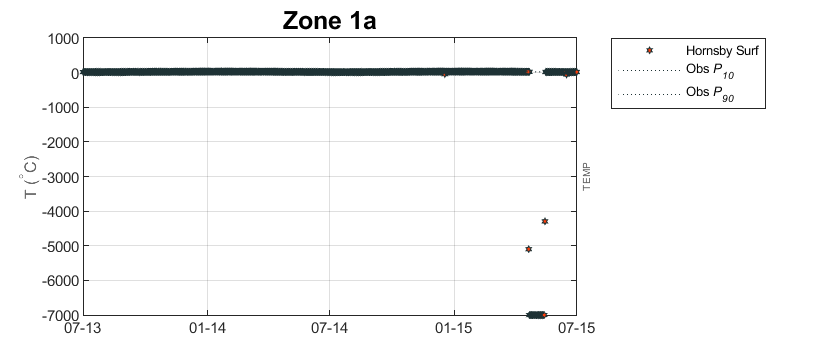 Zone 1a
1000
0
-1000
-2000
-3000
-4000
-5000
-6000
-7000
T (°C)
07-13
01-14
07-14
01-15
07-15
TEMP
Hornsby Surf
Obs P10
Obs P90